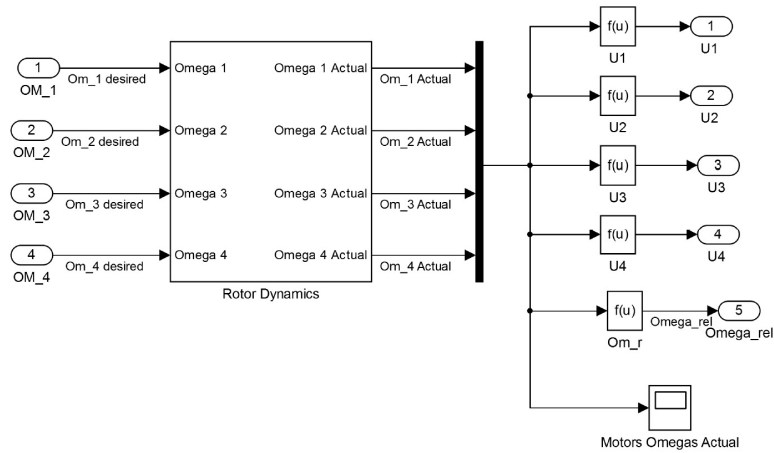 1
OM_1
Om_1 desired
2
OM_2
Om_2 desired
3
OM_3
Om_3 desired
4
OM_4
Om_4 desired
Omega 1
Omega 2
Omega 3
Omega 4
Omega 1 Actual
Omega 2 Actual
Omega 3 Actual
Omega 4 Actual
Rotor Dynamics
Om_1 Actual
Om_2 Actual
Om_3 Actual
Om_4 Actual
f(u)
U1
1
U1
f(u)
U2
2
U2
f(u)
U3
3
U3
f(u)
U4
4
U4
f(u)
Om_r
Omega_rel
5
Omega_rel
Motors Omegas Actual